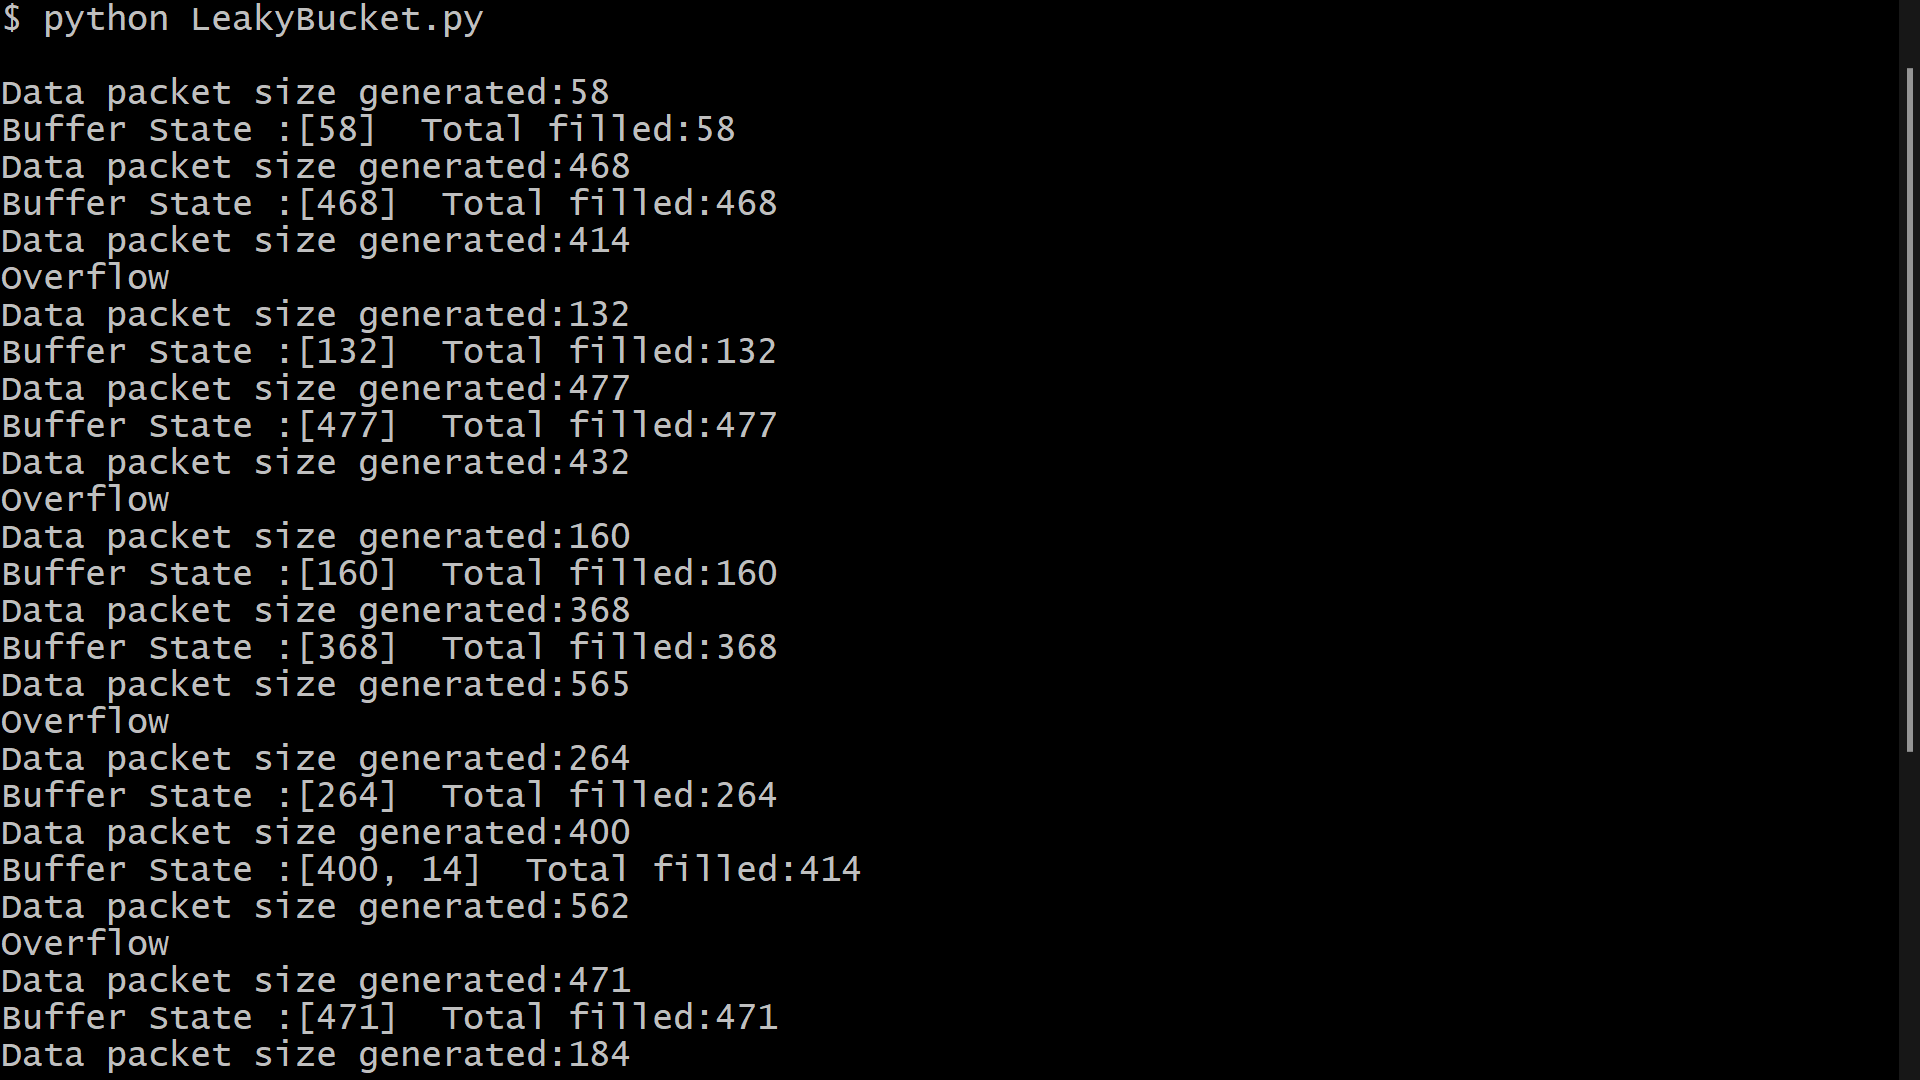 $ python LeakyBucket.py
Data packet size generated:58
Buffer State :[58]  Total filled:58
Data packet size generated:468
Buffer State :[468]  Total filled:468
Data packet size generated:414
Overflow
Data packet size generated:132
Buffer State :[132]  Total filled:132
Data packet size generated:477
Buffer State :[477]  Total filled:477
Data packet size generated:432
Overflow
Data packet size generated:160
Buffer State :[160]  Total filled:160
Data packet size generated:368
Buffer State :[368]  Total filled:368
Data packet size generated:565
Overflow
Data packet size generated:264
Buffer State :[264]  Total filled:264
Data packet size generated:400
Buffer State :[400, 14]  Total filled:414
Data packet size generated:562
Overflow
Data packet size generated:471
Buffer State :[471]  Total filled:471
Data packet size generated:184